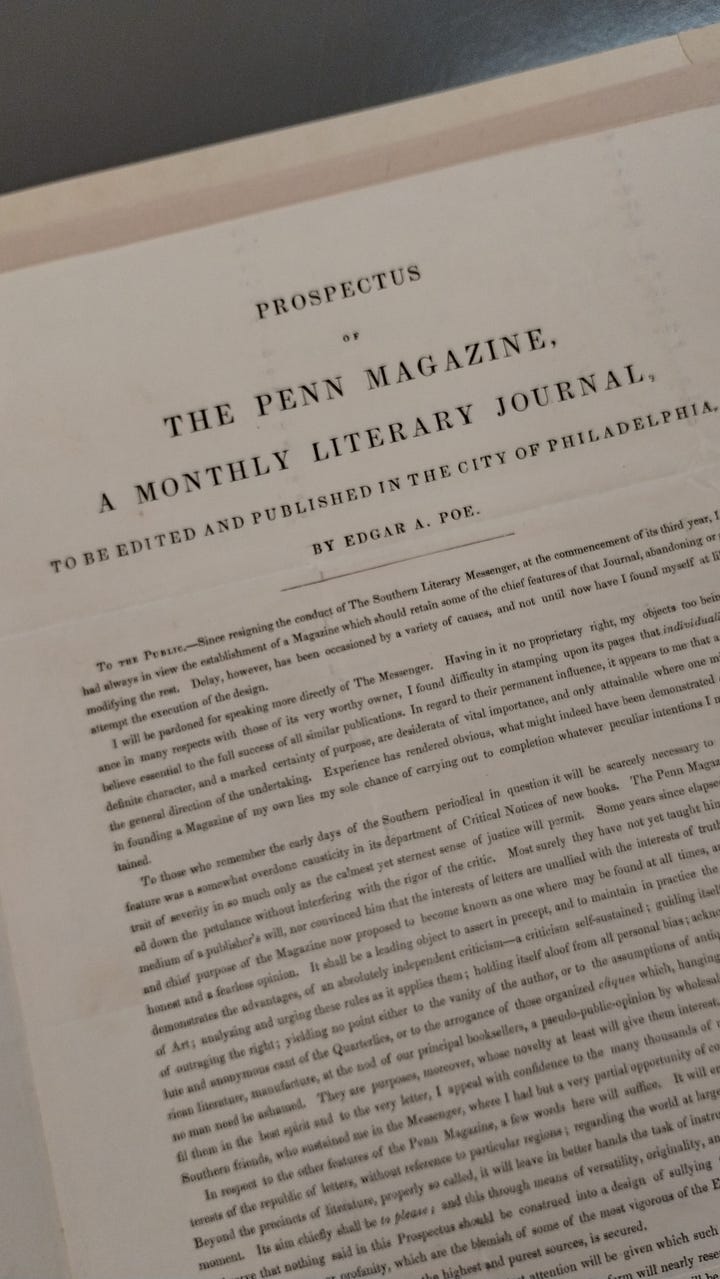 PROSPECTUS
OF
THE PENN MAGAZINE,
A MONTHLY LITERARY JOURNAL,
TO BE EDITED AND PUBLISHED IN THE CITY OF PHILADELPHIA,
BY EDGAR A. POE.
To the Public.—Since resigning the conduct of The Southern Literary Messenger, at the commencement of its third year, I
had always in view the establishment of a Magazine which should retain some of the chief features of that Journal, abandoning or
modifying the rest. Delay, however, has been occasioned by a variety of causes, and not until now have I found myself at
attempt the execution of the design.
I will be pardoned for speaking more directly of The Messenger. Having in it no proprietary right, my objects too
ance in many respects with those of its very worthy owner, I found difficulty in stamping upon its pages that
believe essential to the full success of all similar publications. In regard to their permanent influence, it appears to me that a
definite character, and a marked certainty of purpose, are desiderata of vital importance, and only attainable where one
the general direction of the undertaking. Experience has rendered obvious, what might indeed have been demonstrated
in founding a Magazine of my own lies my sole chance of carrying out to completion whatever peculiar intentions I
tained.
To those who remember the early days of the Southern periodical in question it will be scarcely necessary to
feature was a somewhat overdone causticity in its department of Critical Notices of new books. The Penn
trait of severity in so much only as the calmest yet sternest sense of justice will permit. Some years since
ed down the petulance without interfering with the rigor of the critic. Most surely they have not yet taught
medium of a publisher's will, nor convinced him that the interests of letters are unallied with the interests of
and chief purpose of the Magazine now proposed to become known as one where may be found at all times,
honest and a fearless opinion. It shall be a leading object to assert in precept, and to maintain in practice the
demonstrates the advantages, of an absolutely independent criticism—a criticism self-sustained; guiding
of Art; analyzing and urging these rules as it applies them; holding itself aloof from all personal bias;
of outraging the right; yielding no point either to the vanity of the author, or to the assumptions of
lute and anonymous cant of the Quarterlies, or to the arrogance of those organized cliques which, hanging
rican literature, manufacture, at the nod of our principal booksellers, a pseudo-public-opinion by
no man need be ashamed. They are purposes, moreover, whose novelty at least will give them
fil them in the best spirit and to the very letter, I appeal with confidence to the many thousands of
Southern friends, who sustained me in the Messenger, where I had but a very partial opportunity of
In respect to the other features of the Penn Magazine, a few words here will suffice. It will
terests of the republic of letters, without reference to particular regions; regarding the world at
Beyond the precincts of literature, properly so called, it will leave in better hands the task of
moment. Its aim chiefly shall be to please; and this through means of versatility, originality,
that nothing said in this Prospectus should be construed into a design of sullying
profanity, which are the blemish of some of the most vigorous of the
the highest and purest sources, is secured.
attention will be given which such
will nearly